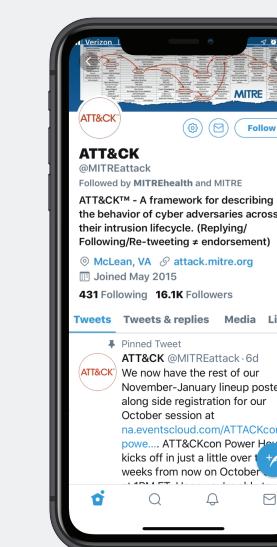 Verizon
MITRE
ATT&CK™
Follow
ATT&CK
@MITREattack
Followed by MITREhealth and MITRE
ATT&CK™ - A framework for describing
the behavior of cyber adversaries across
their intrusion lifecycle. (Replying/
Following/Re-tweeting ≠ endorsement)
McLean, VA attack.mitre.org
Joined May 2015
431 Following 16.1K Followers
Tweets Tweets & replies Media Li
Pinned Tweet
ATT&CK™
ATT&CK @MITREattack · 6d
We now have the rest of our
November-January lineup poste
along side registration for our
October session at
na.eventscloud.com/ATTACKcon
powe.... ATT&CKcon Power Ho
kicks off in just a little over
weeks from now on October